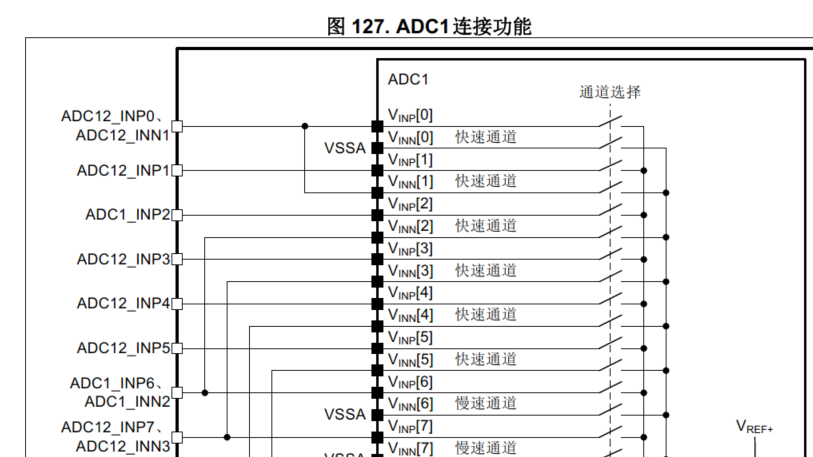 图 127. ADC1连接功能
ADC1
通道选择
ADC12_INP0、
ADC12_INN1
VINP[0]
VINN[0] 快速通道
VSSA
ADC12_INP1
VINP[1]
VINN[1] 快速通道
ADC1_INP2
VINP[2]
VINN[2] 快速通道
ADC12_INP3
VINP[3]
VINN[3] 快速通道
ADC12_INP4
VINP[4]
VINN[4] 快速通道
ADC12_INP5
VINP[5]
VINN[5] 快速通道
ADC1_INP6、
ADC1_INN2
VINP[6]
VINN[6] 慢速通道
VSSA
ADC12_INP7、
ADC12_INN3
VINP[7]
VINN[7] 慢速通道
VSSA
VREF+